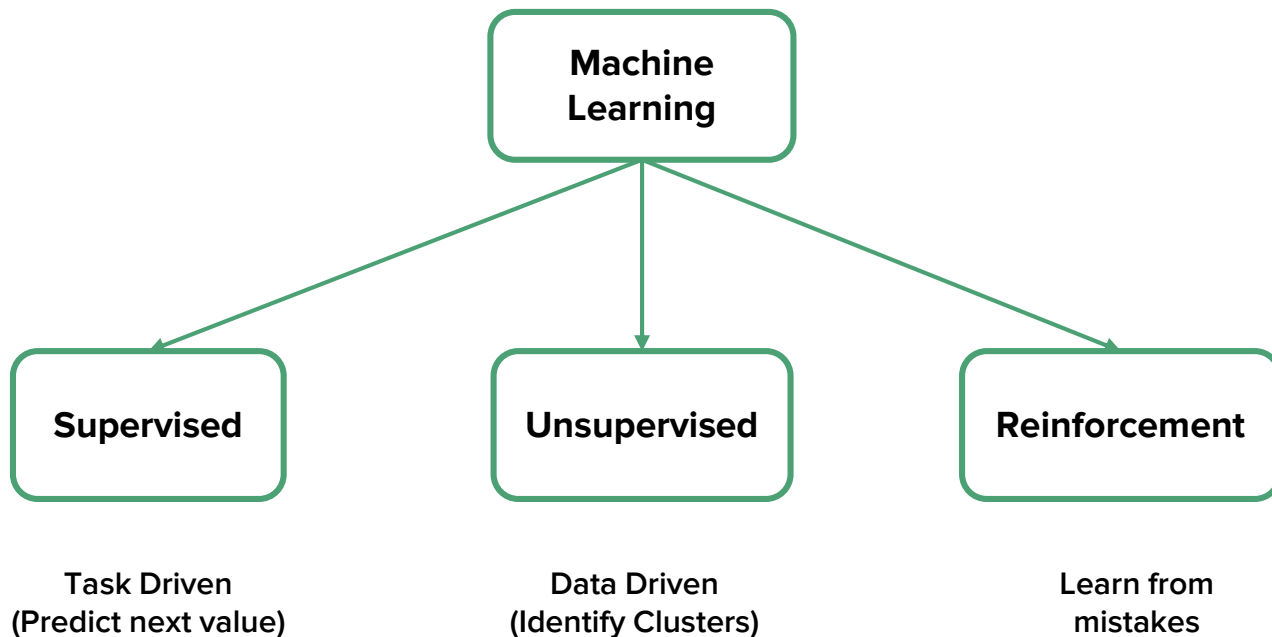 Machine
Learning
Supervised
Unsupervised
Reinforcement
Task Driven
(Predict next value)
Data Driven
(Identify Clusters)
Learn from
mistakes